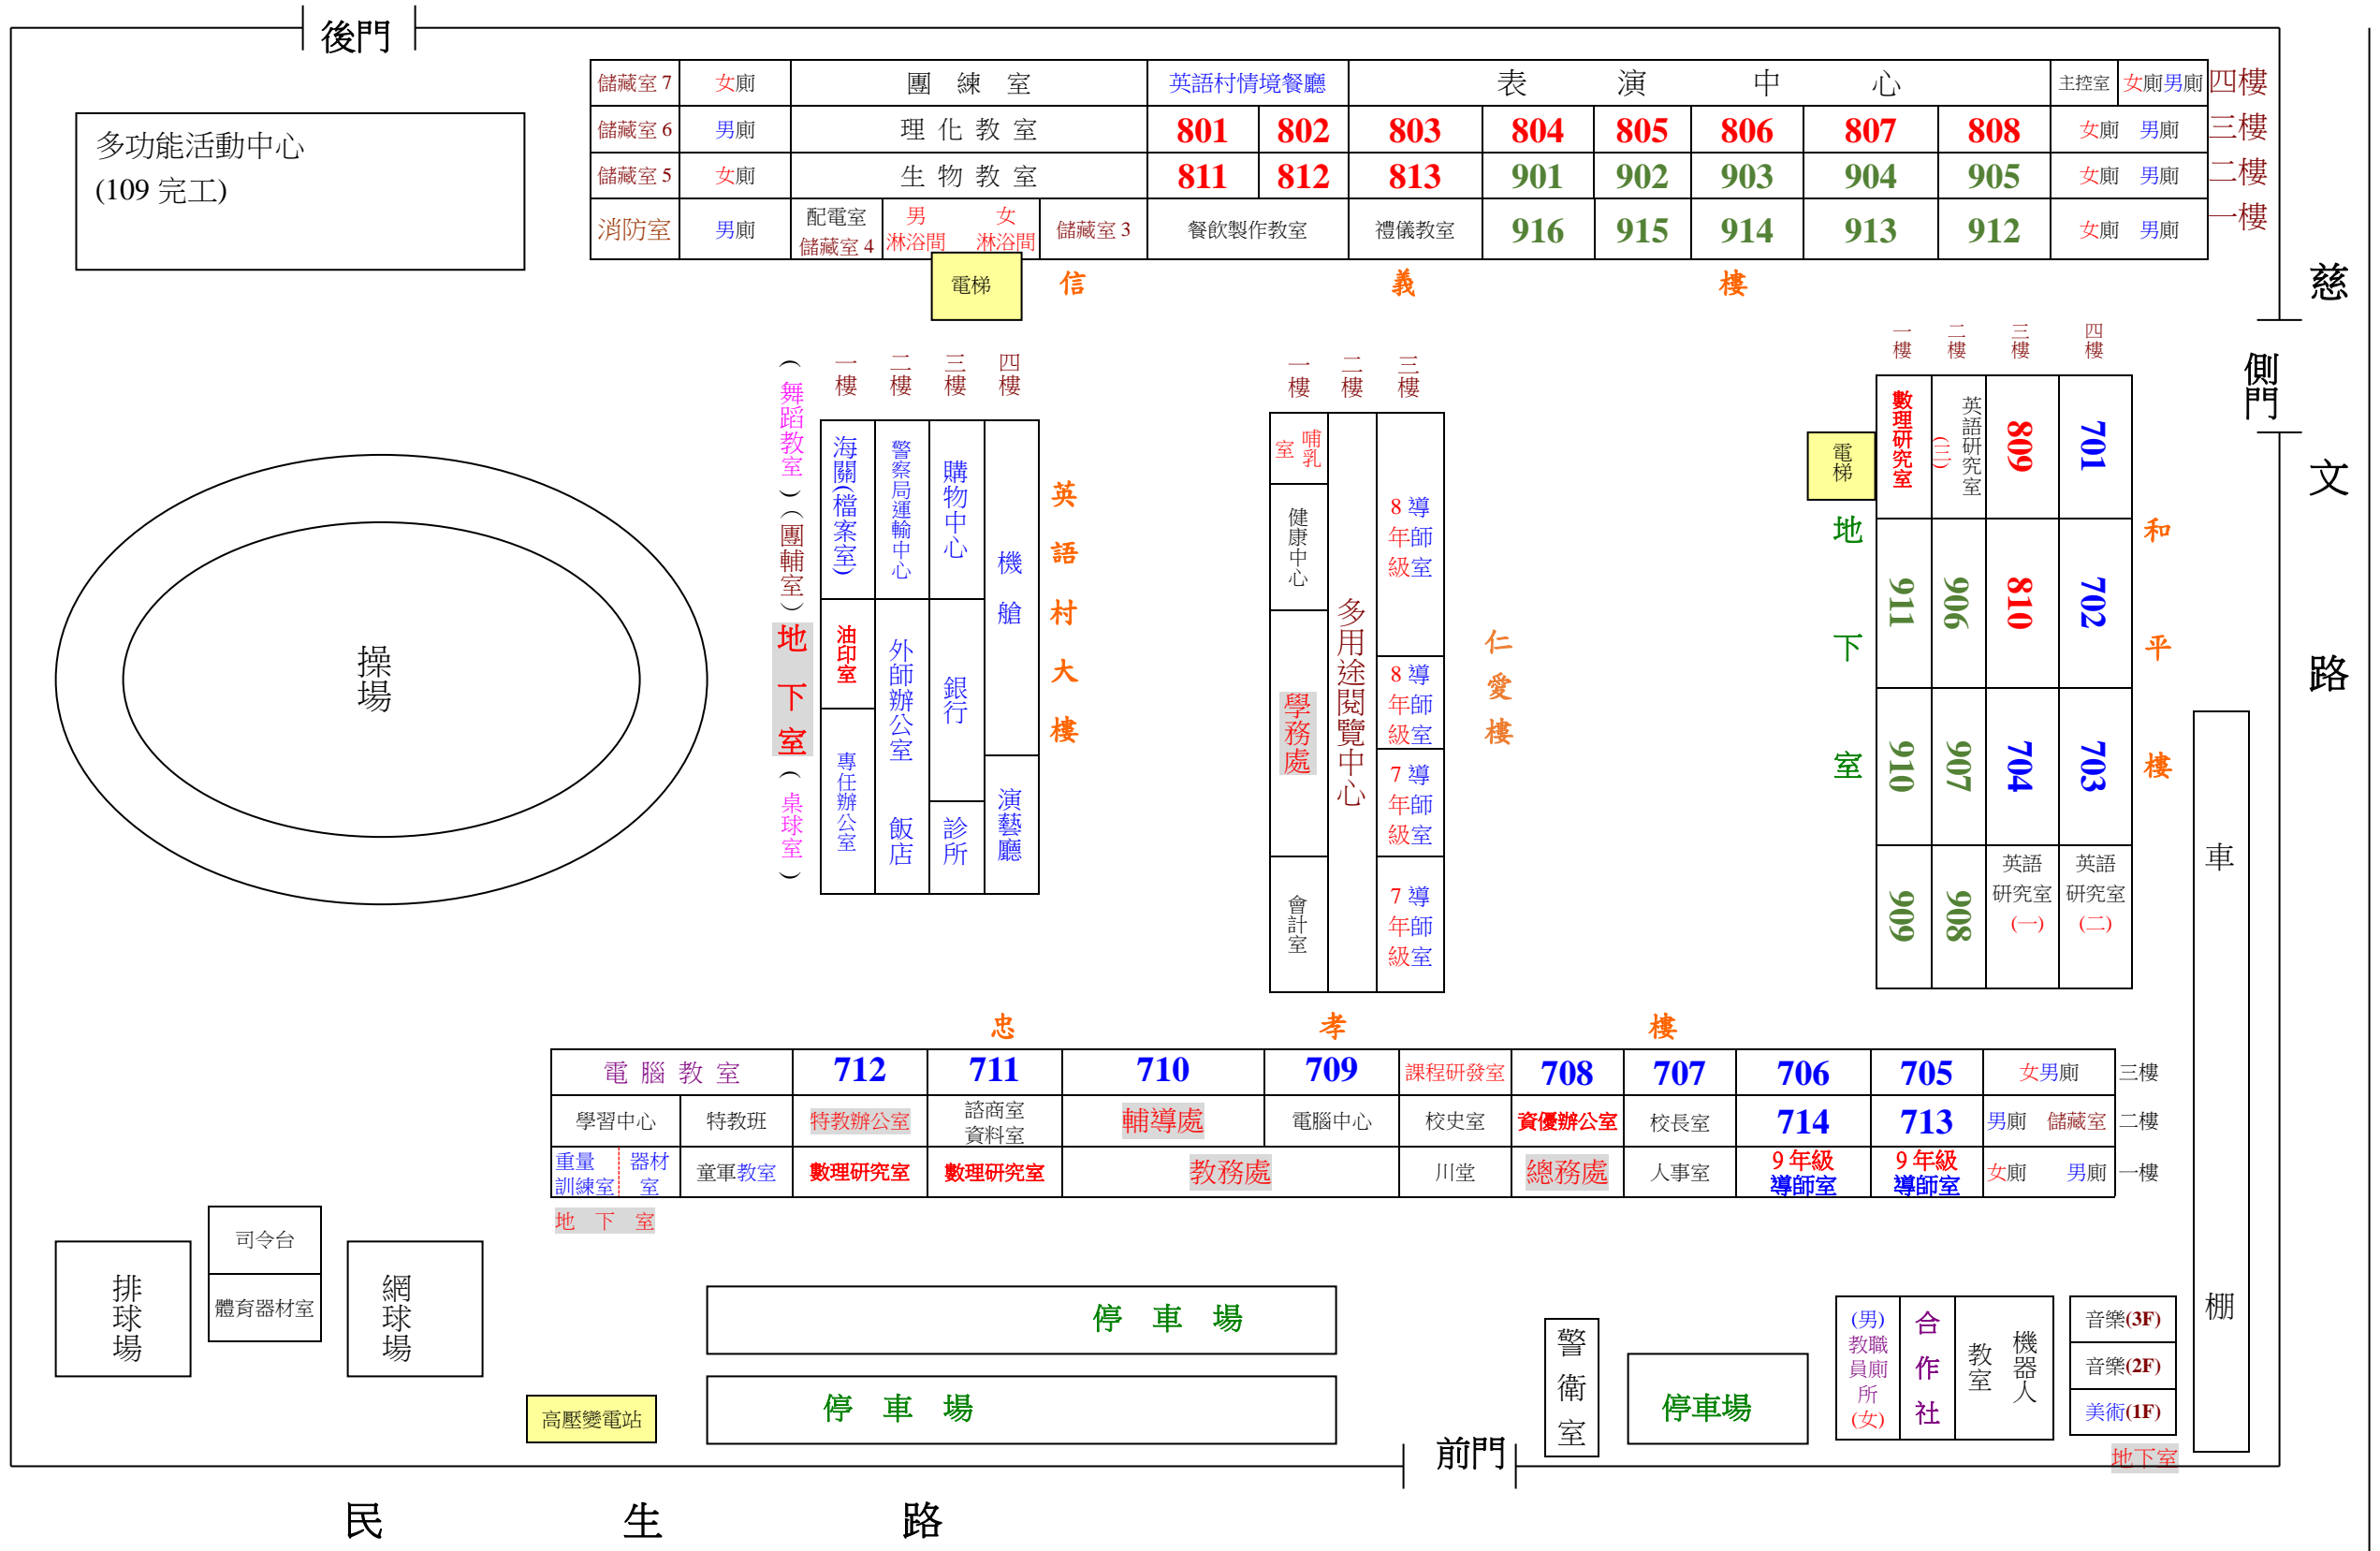 後門
多功能活動中心
(109 完工)
儲藏室 7 女廁 團 練 室 英語村情境餐廳 表 演 中 心 主控室 女廁男廁 四樓
儲藏室 6 男廁 理 化 教 室 801 802 803 804 805 806 807 808 女廁 男廁 三樓
儲藏室 5 女廁 生 物 教 室 811 812 813 901 902 903 904 905 女廁 男廁 二樓
消防室 男廁 配電室 儲藏室 4 男 淋浴間 女 淋浴間 儲藏室 3 餐飲製作教室 禮儀教室 916 915 914 913 912 女廁 男廁 一樓
電梯
信 義 樓
慈 文 路
側門
操場
(舞蹈教室)(團輔室)
地下室
(桌球室)
一樓 二樓 三樓 四樓
海關(檔案室)
油印室
專任辦公室
警察局運輸中心
外師辦公室
飯店
購物中心
銀行
診所
機艙
演藝廳
英語村大樓
一樓 二樓 三樓
哺乳室
健康中心
學務處
會計室
多用途閱覽中心
8年級導師室
8年級導師室
7年級導師室
7年級導師室
仁愛樓
一樓 二樓 三樓 四樓
電梯
地下室
數理研究室
911
910
909
英語研究室(三)
906
907
908
809
810
704
英語研究室(一)
701
702
703
英語研究室(二)
和平樓
車棚
忠 孝 樓
電 腦 教 室 712 711 710 709 課程研發室 708 707 706 705 女男廁 三樓
學習中心 特教班 特教辦公室 諮商室 資料室 輔導處 電腦中心 校史室 資優辦公室 校長室 714 713 男廁 儲藏室 二樓
重量訓練室 器材室 童軍教室 數理研究室 數理研究室 教務處 川堂 總務處 人事室 9 年級導師室 9 年級導師室 女廁 男廁 一樓
地 下 室
排球場
司令台
體育器材室
網球場
高壓變電站
停 車 場
停 車 場
警衛室
停車場
(男)
教職
員廁
所
(女)
合作社
機器人教室
音樂(3F)
音樂(2F)
美術(1F)
地下室
前門
民 生 路